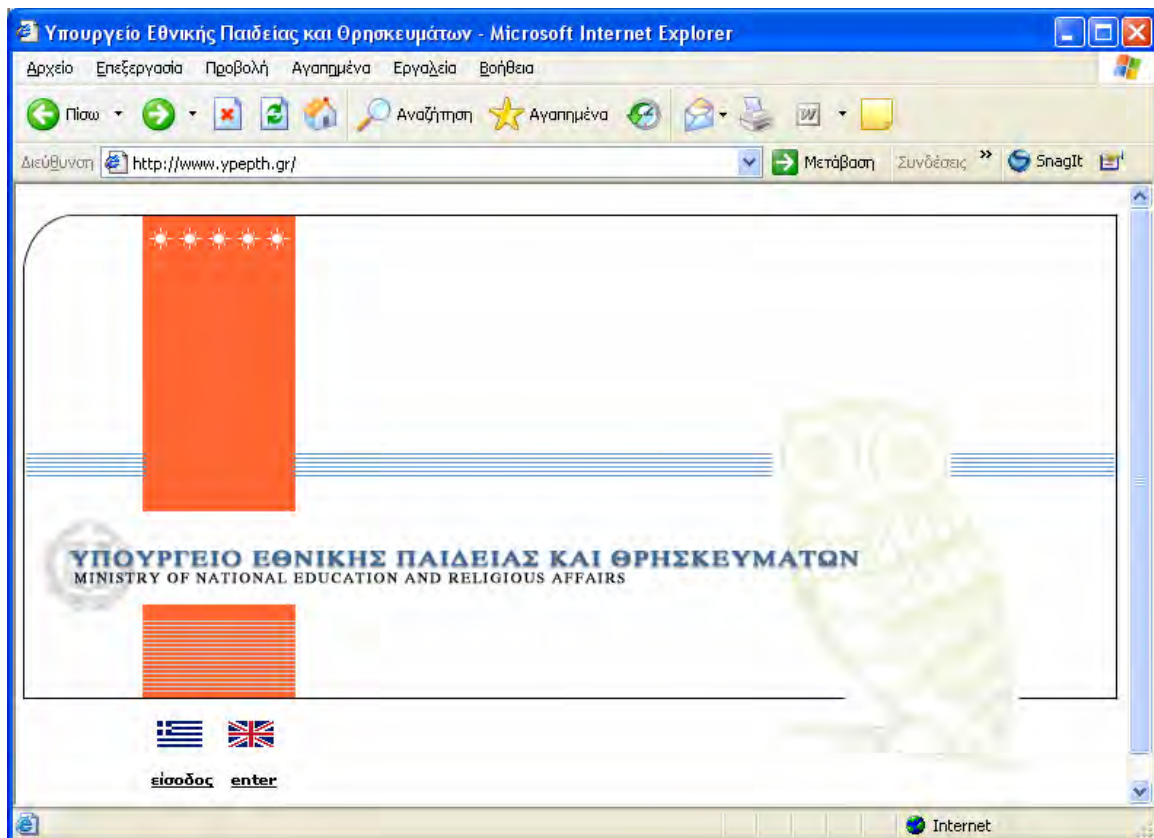 Υπουργείο Εθνικής Παιδείας και Θρησκευμάτων - Microsoft Internet Explorer
Αρχείο Επεξεργασία Προβολή Αγαπημένα Εργαλεία Βοήθεια
Πίσω Αναζήτηση Αγαπημένα W
Διεύθυνση http://www.ypepth.gr/ Μετάβαση Συνδέσεις » SnagIt
ΥΠΟΥΡΓΕΙΟ ΕΘΝΙΚΗΣ ΠΑΙΔΕΙΑΣ ΚΑΙ ΘΡΗΣΚΕΥΜΑΤΩΝ
MINISTRY OF NATIONAL EDUCATION AND RELIGIOUS AFFAIRS
είσοδος enter
Internet